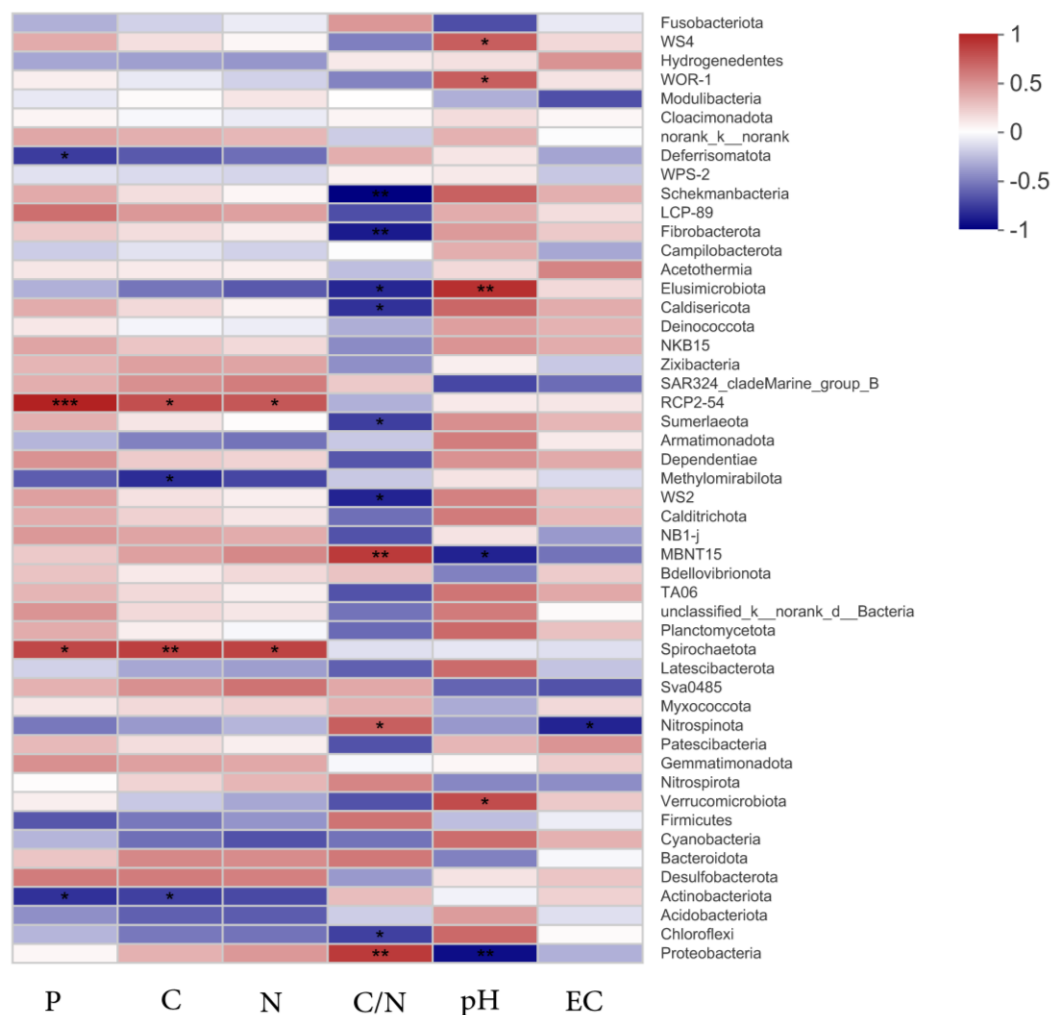 Fusobacteriota
* WS4
Hydrogenedentes
* WOR-1
Modulibacteria
Cloacimonadota
norank_k__norank
* Deferrisomatota
WPS-2
** Schekmanbacteria
LCP-89
** Fibrobacterota
Campilobacterota
Acetothermia
* ** Elusimicrobiota
* Caldisericota
Deinococcota
NKB15
Zixibacteria
SAR324_cladeMarine_group_B
*** * * RCP2-54
* Sumerlaeota
Armatimonadota
Dependentiae
* Methylomirabilota
* WS2
Calditrichota
NB1-j
** * MBNT15
Bdellovibrionota
TA06
unclassified_k__norank_d__Bacteria
Planctomycetota
* ** * Spirochaetota
Latescibacterota
Sva0485
Myxococcota
* * Nitrospinota
Patescibacteria
Gemmatimonadota
Nitrospirota
* Verrucomicrobiota
Firmicutes
Cyanobacteria
Bacteroidota
Desulfobacterota
* * Actinobacteriota
Acidobacteriota
* Chloroflexi
** ** Proteobacteria
P C N C/N pH EC
1
0.5
0
-0.5
-1